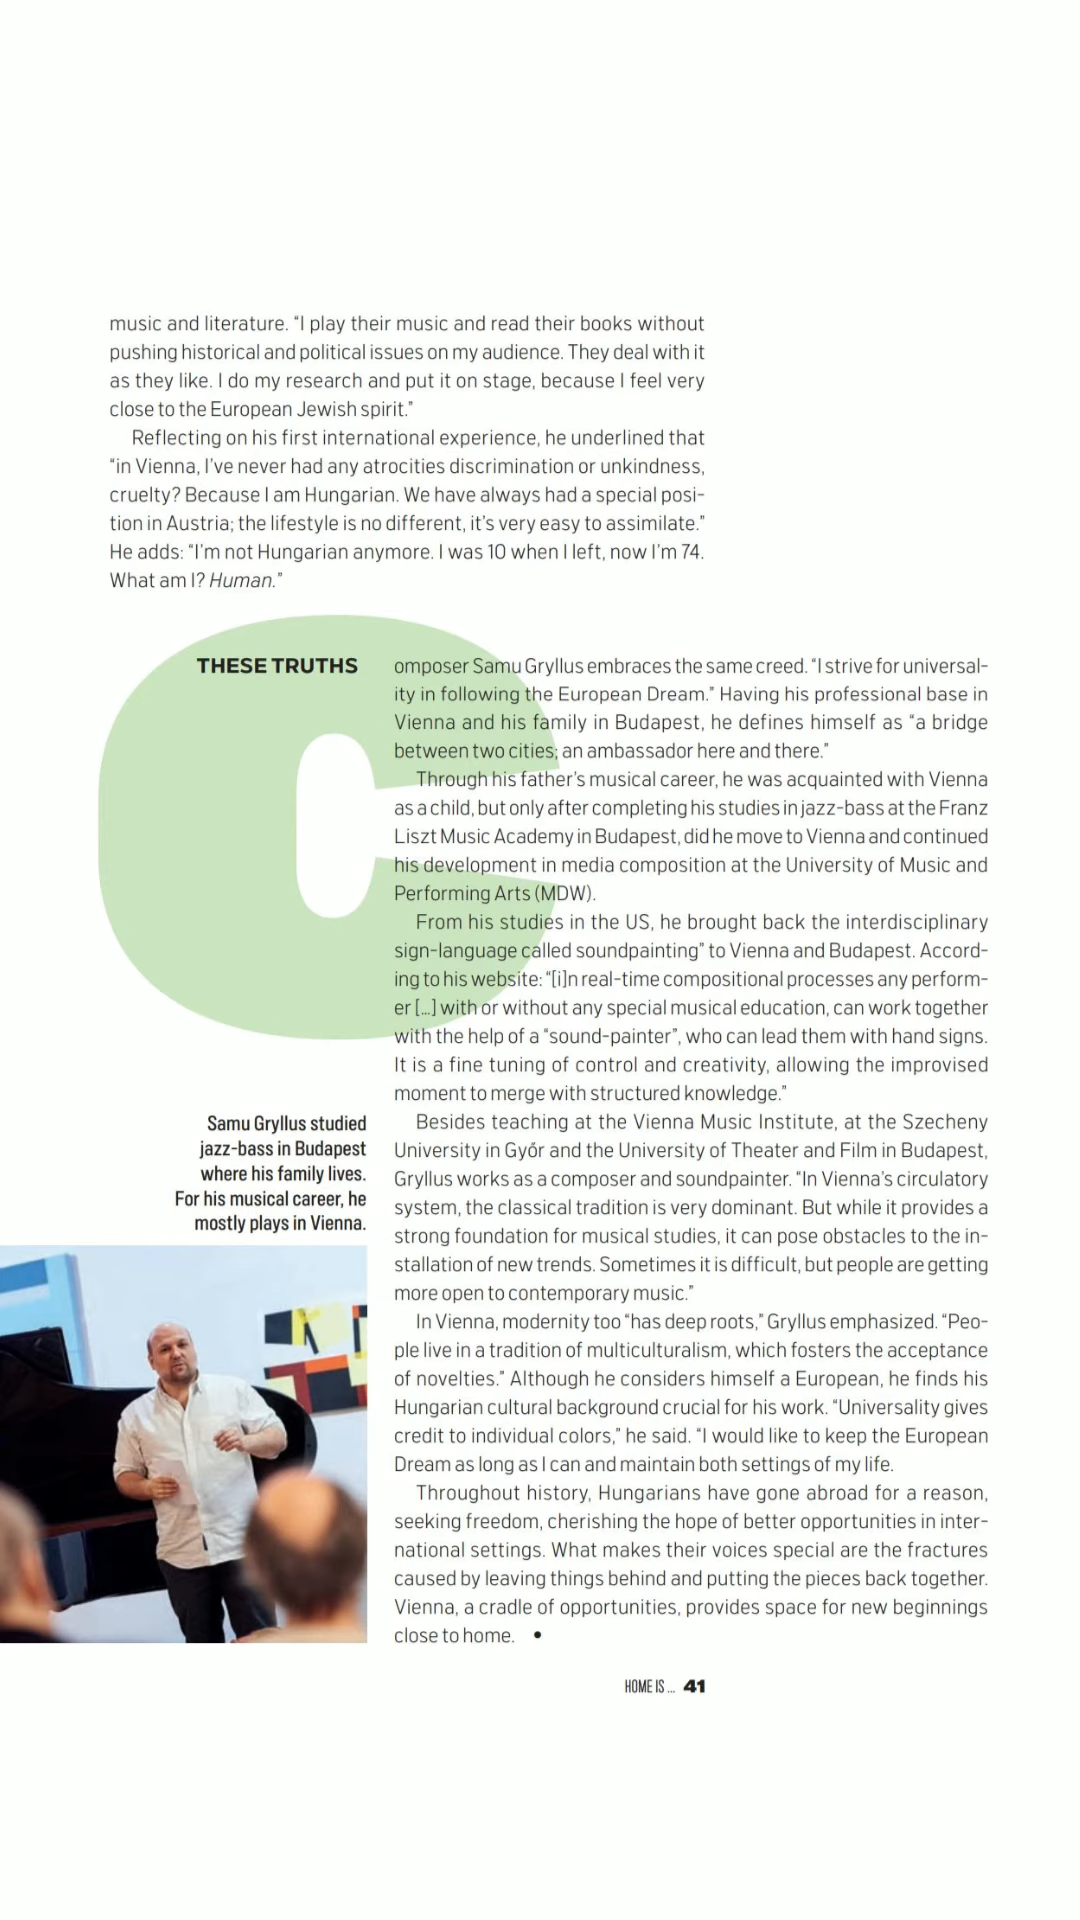 music and literature. “I play their music and read their books without
pushing historical and political issues on my audience. They deal with it
as they like. I do my research and put it on stage, because I feel very
close to the European Jewish spirit.”
Reflecting on his first international experience, he underlined that
“in Vienna, I’ve never had any atrocities discrimination or unkindness,
cruelty? Because I am Hungarian. We have always had a special posi-
tion in Austria; the lifestyle is no different, it’s very easy to assimilate.”
He adds: “I’m not Hungarian anymore. I was 10 when I left, now I’m 74.
What am I? Human.”
THESE TRUTHS
C
omposer Samu Gryllus embraces the same creed. “I strive for universal-
ity in following the European Dream.” Having his professional base in
Vienna and his family in Budapest, he defines himself as “a bridge
between two cities; an ambassador here and there.”
Through his father’s musical career, he was acquainted with Vienna
as a child, but only after completing his studies in jazz-bass at the Franz
Liszt Music Academy in Budapest, did he move to Vienna and continued
his development in media composition at the University of Music and
Performing Arts (MDW).
From his studies in the US, he brought back the interdisciplinary
sign-language called soundpainting” to Vienna and Budapest. Accord-
ing to his website: “[i]n real-time compositional processes any perform-
er [...] with or without any special musical education, can work together
with the help of a “sound-painter”, who can lead them with hand signs.
It is a fine tuning of control and creativity, allowing the improvised
moment to merge with structured knowledge.”
Besides teaching at the Vienna Music Institute, at the Szecheny
University in Győr and the University of Theater and Film in Budapest,
Gryllus works as a composer and soundpainter. “In Vienna’s circulatory
system, the classical tradition is very dominant. But while it provides a
strong foundation for musical studies, it can pose obstacles to the in-
stallation of new trends. Sometimes it is difficult, but people are getting
more open to contemporary music.”
In Vienna, modernity too “has deep roots,” Gryllus emphasized. “Peo-
ple live in a tradition of multiculturalism, which fosters the acceptance
of novelties.” Although he considers himself a European, he finds his
Hungarian cultural background crucial for his work. “Universality gives
credit to individual colors,” he said. “I would like to keep the European
Dream as long as I can and maintain both settings of my life.
Throughout history, Hungarians have gone abroad for a reason,
seeking freedom, cherishing the hope of better opportunities in inter-
national settings. What makes their voices special are the fractures
caused by leaving things behind and putting the pieces back together.
Vienna, a cradle of opportunities, provides space for new beginnings
close to home. •
Samu Gryllus studied
jazz-bass in Budapest
where his family lives.
For his musical career, he
mostly plays in Vienna.
HOME IS ... 41